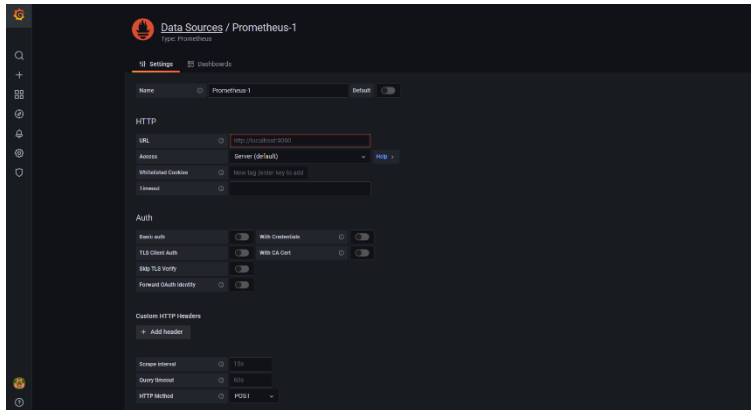 Data Sources / Prometheus-1
Type: Prometheus
Settings
Dashboards
Name
Prometheus-1
Default
HTTP
URL
http://localhost:9090
Access
Server (default)
Help >
Whitelisted Cookies
New tag (enter key to add
Timeout
Auth
Basic auth
With Credentials
TLS Client Auth
With CA Cert
Skip TLS Verify
Forward OAuth Identity
Custom HTTP Headers
+ Add header
Scrape interval
15s
Query timeout
60s
HTTP Method
POST